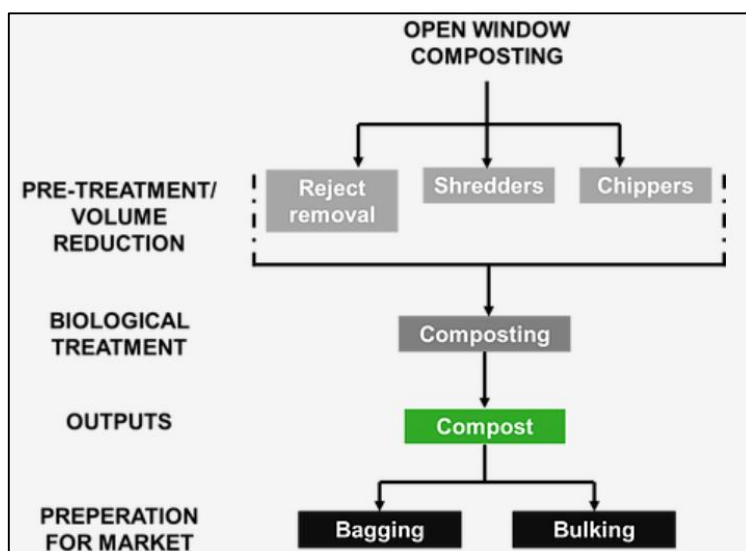 OPEN WINDOW
COMPOSTING
PRE-TREATMENT/
VOLUME
REDUCTION
Reject
removal
Shredders
Chippers
BIOLOGICAL
TREATMENT
Composting
OUTPUTS
Compost
PREPERATION
FOR MARKET
Bagging
Bulking